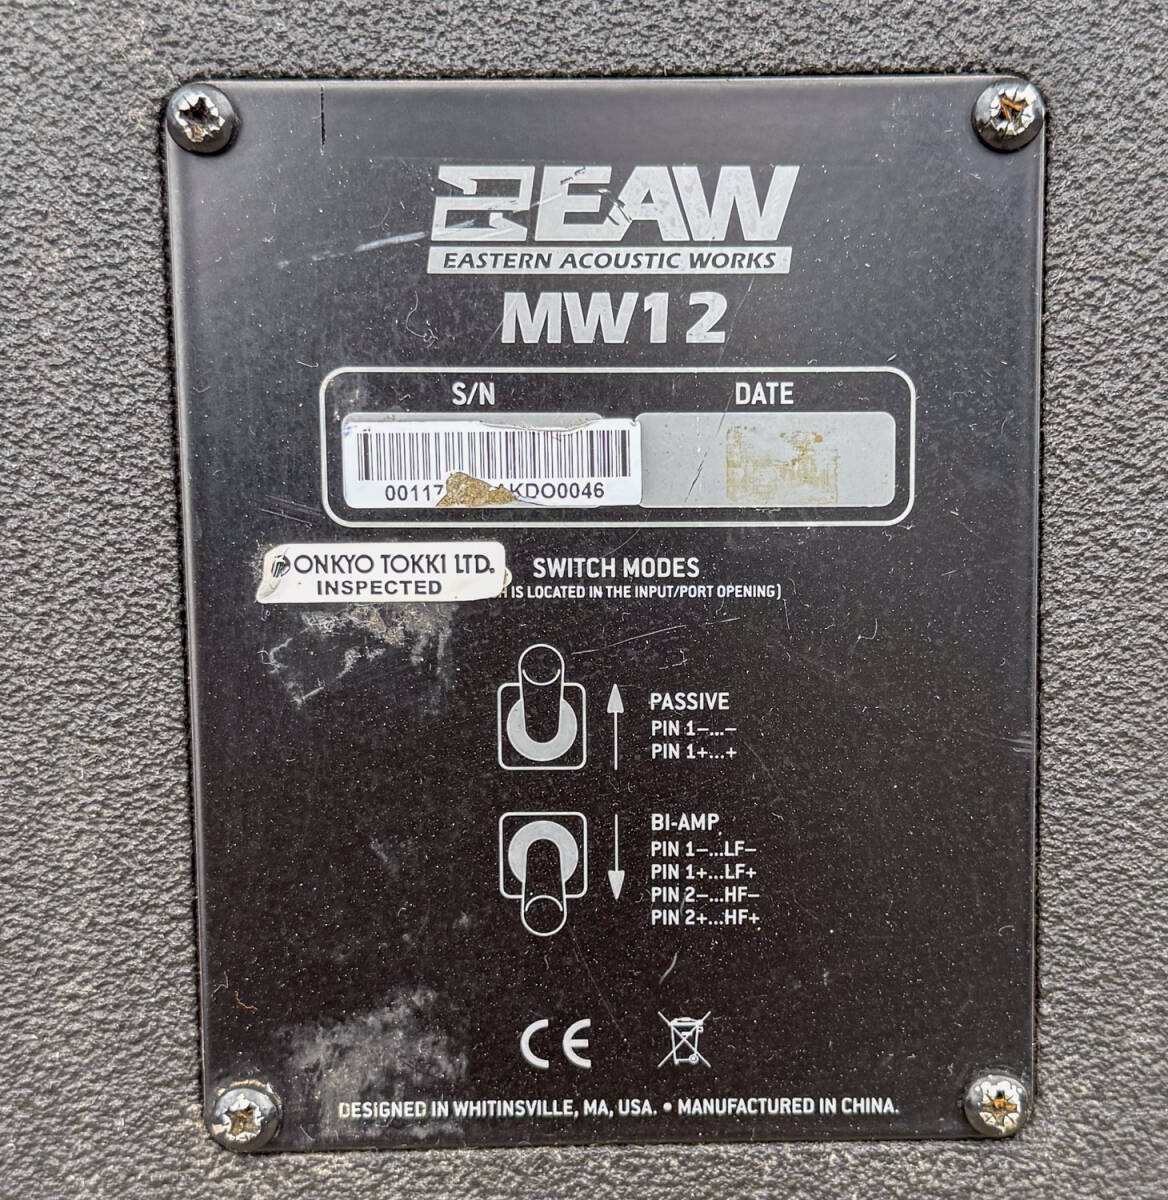 EAW
EASTERN ACOUSTIC WORKS
MW12
S/N
DATE
ONKYO TOKKI LTD.
INSPECTED
SWITCH MODES
IS LOCATED IN THE INPUT/PORT OPENING)
PASSIVE
PIN 1–...–
PIN 1+...+
BI-AMP
PIN 1–...LF–
PIN 1+...LF+
PIN 2–...HF–
PIN 2+...HF+
CE
DESIGNED IN WHITINSVILLE, MA, USA. • MANUFACTURED IN CHINA.